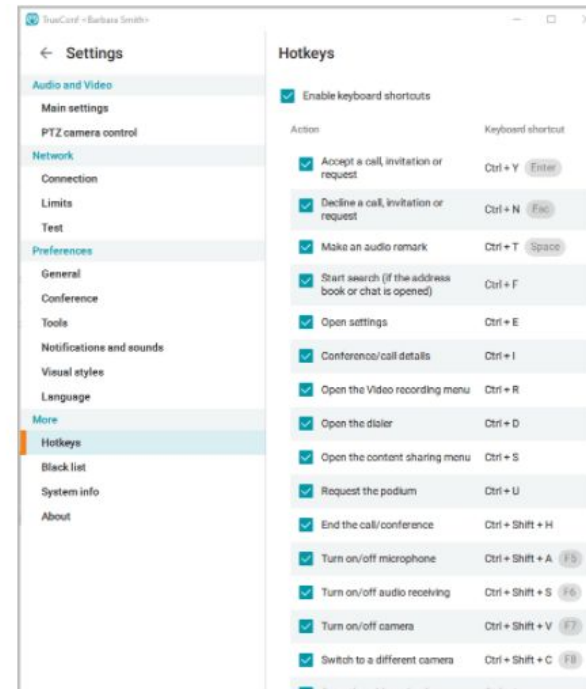 TrueConf <Barbara Smith>
← Settings
Audio and Video
Main settings
PTZ camera control
Network
Connection
Limits
Test
Preferences
General
Conference
Tools
Notifications and sounds
Visual styles
Language
More
Hotkeys
Black list
System info
About
Hotkeys
Enable keyboard shortcuts
Action Keyboard shortcut
Accept a call, invitation or
request Ctrl + Y Enter
Decline a call, invitation or
request Ctrl + N Esc
Make an audio remark Ctrl + T Space
Start search (if the address
book or chat is opened) Ctrl + F
Open settings Ctrl + E
Conference/call details Ctrl + I
Open the Video recording menu Ctrl + R
Open the dialer Ctrl + D
Open the content sharing menu Ctrl + S
Request the podium Ctrl + U
End the call/conference Ctrl + Shift + H
Turn on/off microphone Ctrl + Shift + A F5
Turn on/off audio receiving Ctrl + Shift + S F6
Turn on/off camera Ctrl + Shift + V F7
Switch to a different camera Ctrl + Shift + C F8